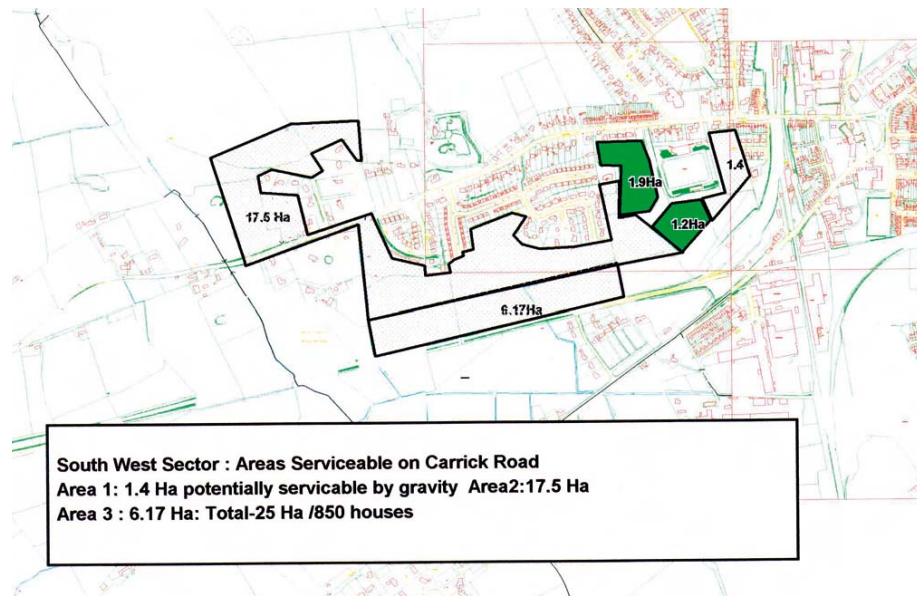 1.9Ha
1.4
17.5 Ha
1.2Ha
6.17Ha
South West Sector : Areas Serviceable on Carrick Road
Area 1: 1.4 Ha potentially servicable by gravity Area2:17.5 Ha
Area 3 : 6.17 Ha: Total-25 Ha /850 houses